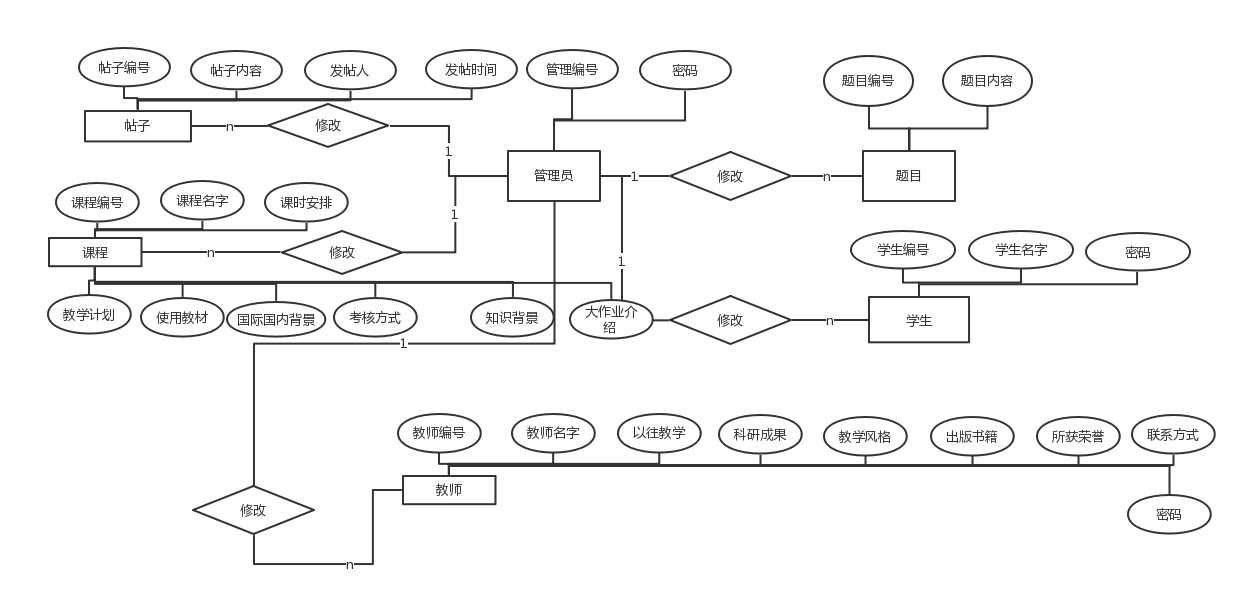 帖子编号
帖子内容
发帖人
发帖时间
管理编号
密码
题目编号
题目内容
帖子
n
修改
1
管理员
1
修改
n
题目
课程编号
课程名字
课时安排
1
课程
n
修改
1
学生编号
学生名字
密码
教学计划
使用教材
国际国内背景
考核方式
知识背景
大作业介
绍
修改
n
学生
1
教师编号
教师名字
以往教学
科研成果
教学风格
出版书籍
所获荣誉
联系方式
教师
修改
密码
n